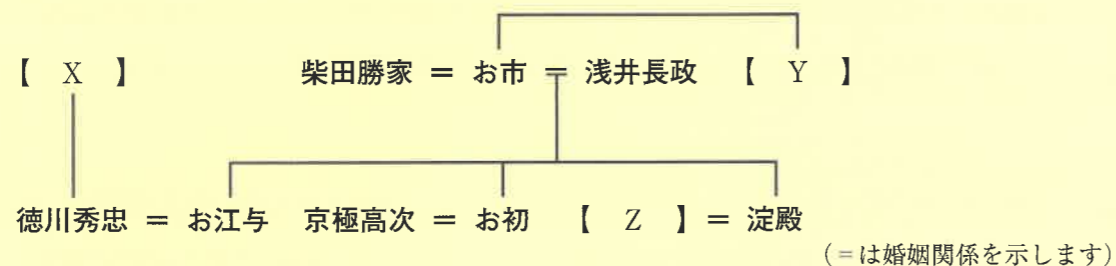 【　X　】　柴田勝家 ＝ お市 ＝ 浅井長政　【　Y　】
徳川秀忠 ＝ お江与　京極高次 ＝ お初　【　Z　】＝ 淀殿
（＝は婚姻関係を示します）